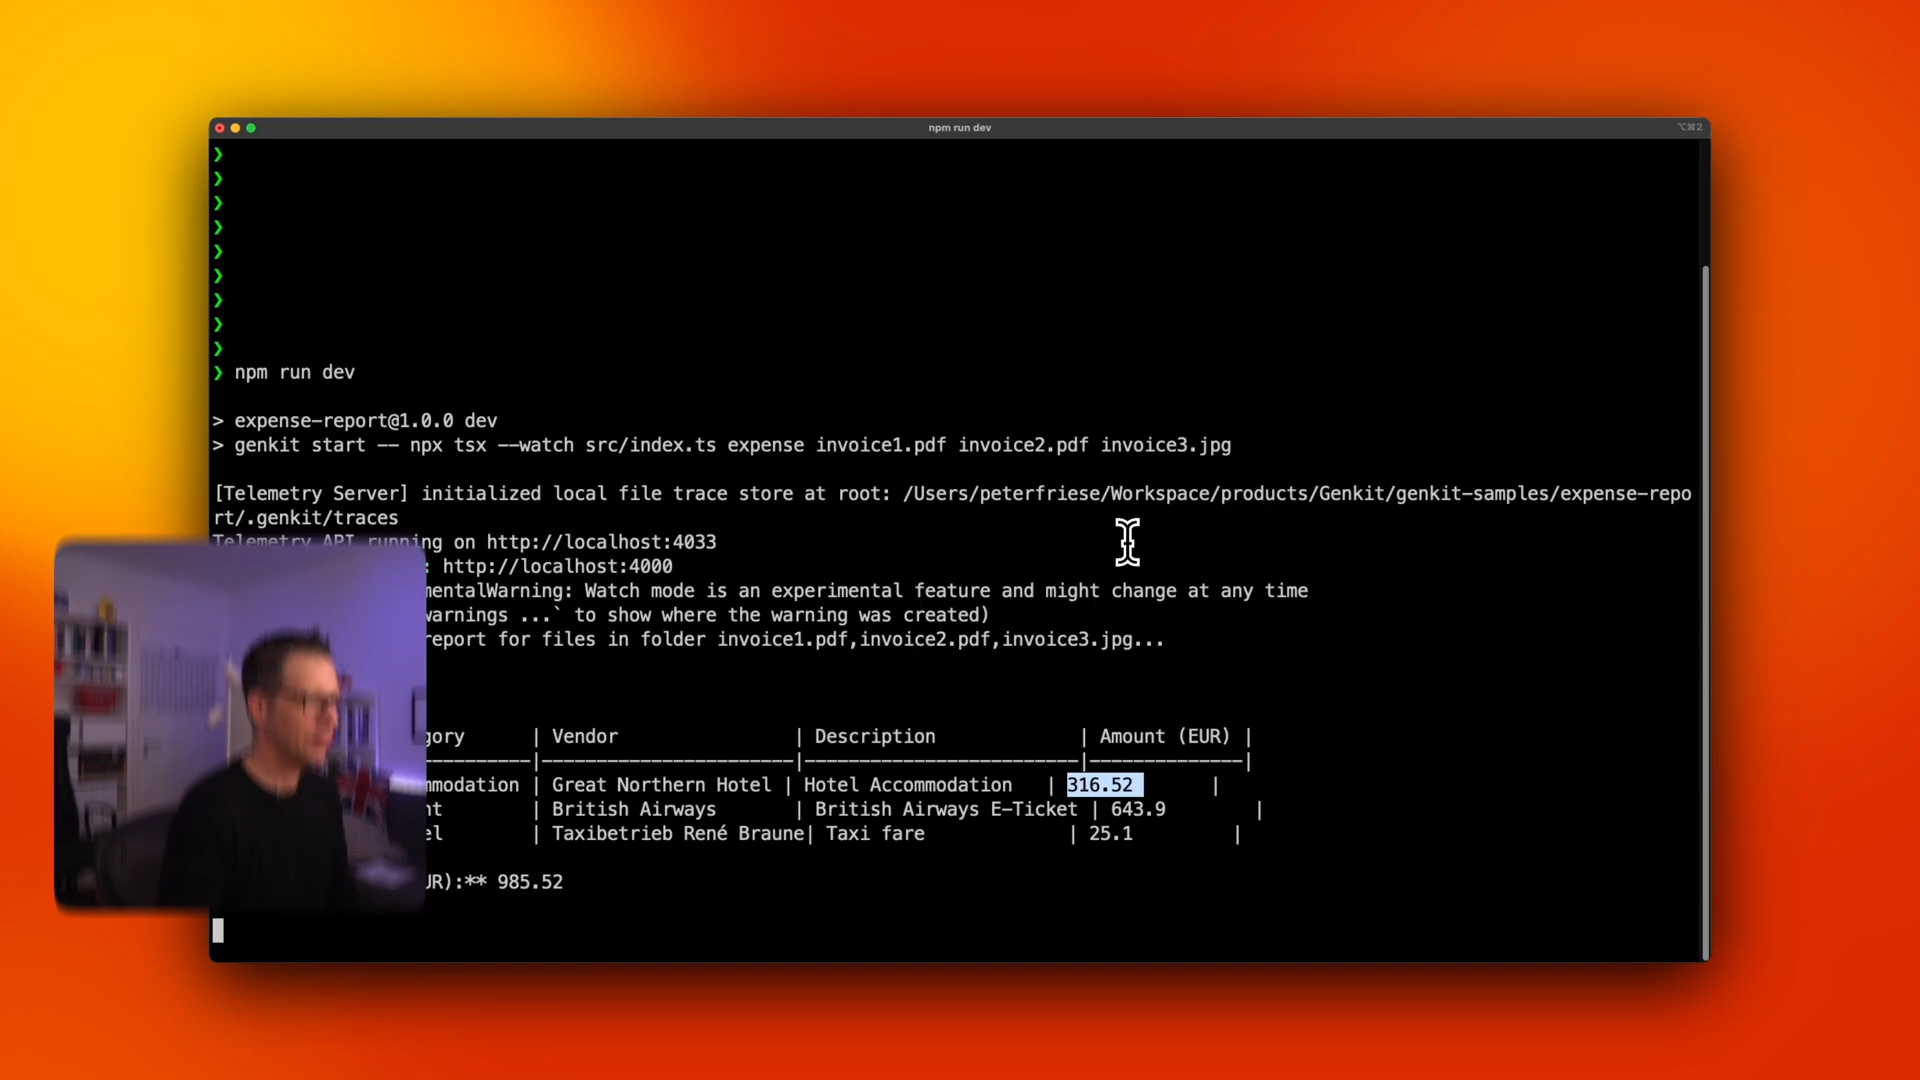 npm run dev
⌥⌘2
❯
❯
❯
❯
❯
❯
❯
❯
❯
❯ npm run dev
> expense-report@1.0.0 dev
> genkit start -- npx tsx --watch src/index.ts expense invoice1.pdf invoice2.pdf invoice3.jpg
[Telemetry Server] initialized local file trace store at root: /Users/peterfriese/Workspace/products/Genkit/genkit-samples/expense-repo
rt/.genkit/traces
Telemetry API running on http://localhost:4033
: http://localhost:4000
mentalWarning: Watch mode is an experimental feature and might change at any time
warnings ...` to show where the warning was created)
report for files in folder invoice1.pdf,invoice2.pdf,invoice3.jpg...
gory | Vendor | Description | Amount (EUR) |
mmodation | Great Northern Hotel | Hotel Accommodation | 316.52 |
nt | British Airways | British Airways E-Ticket | 643.9 |
el | Taxibetrieb René Braune| Taxi fare | 25.1 |
UR):** 985.52